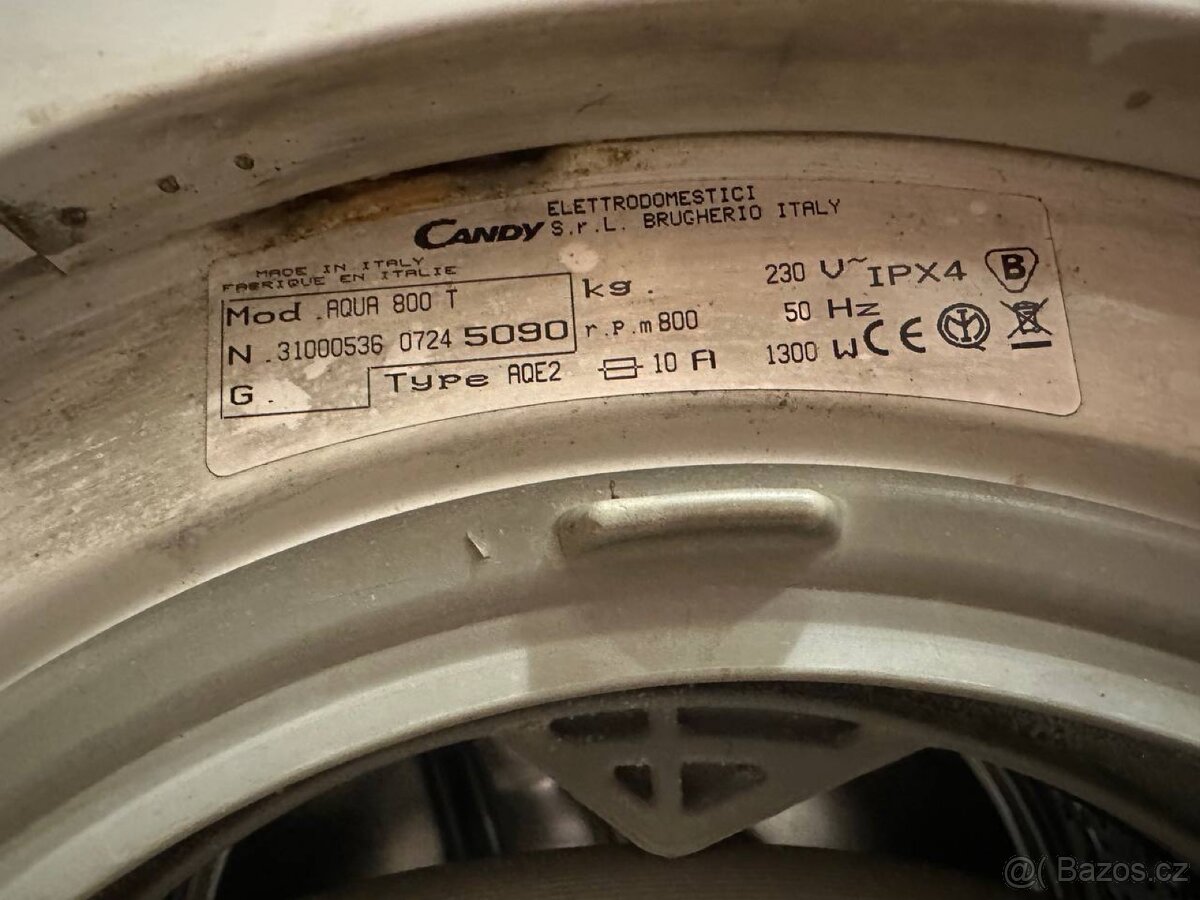 CANDY ELETTRODOMESTICI
S.r.L. BRUGHERIO ITALY
MADE IN ITALY
FABRIQUE EN ITALIE
Mod. AQUA 800 T
N. 31000536 0724 5090
G.
Type AQE2
kg.
r.p.m 800
10 A
230 V~
50 Hz
1300 W
IPX4
B
CE
@( Bazos.cz